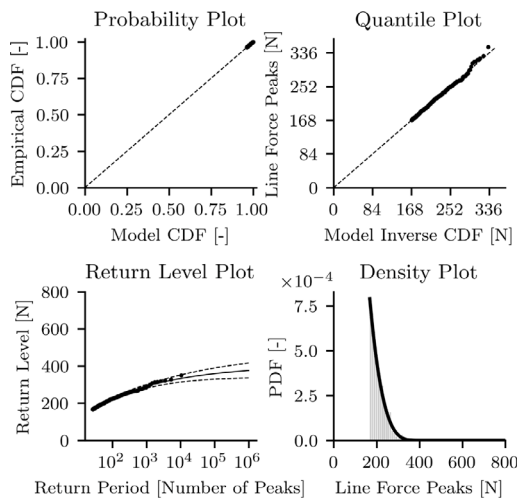 Probability Plot
Empirical CDF [-]
1.00
0.75
0.50
0.25
0.00
0.00 0.25 0.50 0.75 1.00
Model CDF [-]
Quantile Plot
Line Force Peaks [N]
336
252
168
84
0
0 84 168 252 336
Model Inverse CDF [N]
Return Level Plot
Return Level [N]
800
600
400
200
0
10² 10³ 10⁴ 10⁵ 10⁶
Return Period [Number of Peaks]
Density Plot
×10⁻⁴
PDF [-]
7.5
5.0
2.5
0.0
0 200 400 600 800
Line Force Peaks [N]